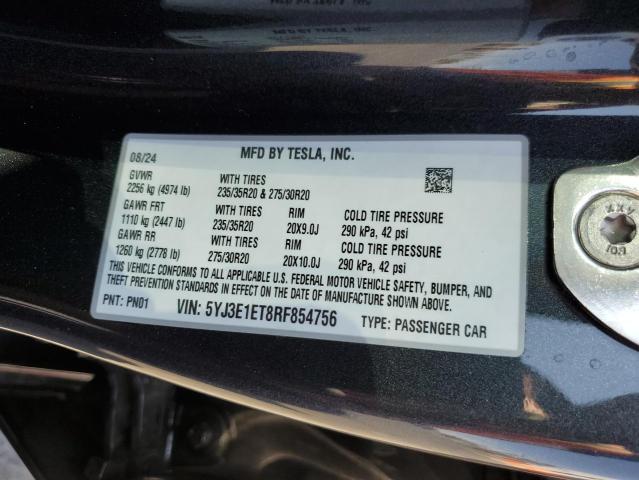 08/24 MFD BY TESLA, INC.
GVWR WITH TIRES
2256 kg (4974 lb) 235/35R20 & 275/30R20
GAWR FRT WITH TIRES RIM COLD TIRE PRESSURE
1110 kg (2447 lb) 235/35R20 20X9.0J 290 kPa, 42 psi
GAWR RR WITH TIRES RIM COLD TIRE PRESSURE
1260 kg (2778 lb) 275/30R20 20X10.0J 290 kPa, 42 psi
THIS VEHICLE CONFORMS TO ALL APPLICABLE U.S. FEDERAL MOTOR VEHICLE SAFETY, BUMPER, AND
THEFT PREVENTION STANDARDS IN EFFECT ON THE DATE OF MANUFACTURE SHOWN ABOVE.
PNT: PN01 VIN: 5YJ3E1ET8RF854756 TYPE: PASSENGER CAR